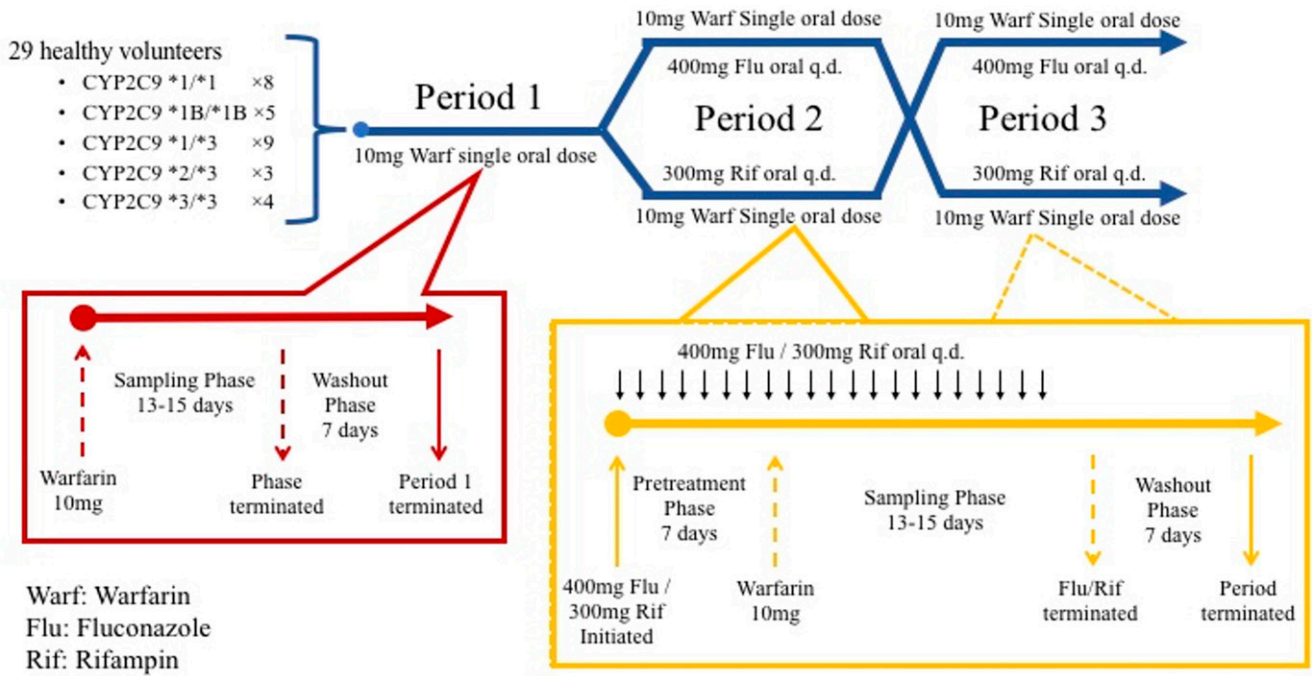 29 healthy volunteers
• CYP2C9 *1/*1 ×8
• CYP2C9 *1B/*1B ×5
• CYP2C9 *1/*3 ×9
• CYP2C9 *2/*3 ×3
• CYP2C9 *3/*3 ×4
Period 1
10mg Warf single oral dose
10mg Warf Single oral dose
400mg Flu oral q.d.
Period 2
300mg Rif oral q.d.
10mg Warf Single oral dose
10mg Warf Single oral dose
400mg Flu oral q.d.
Period 3
300mg Rif oral q.d.
10mg Warf Single oral dose
Sampling Phase
13-15 days
Washout
Phase
7 days
Warfarin
10mg
Phase
terminated
Period 1
terminated
400mg Flu / 300mg Rif oral q.d.
Pretreatment
Phase
7 days
Sampling Phase
13-15 days
Washout
Phase
7 days
400mg Flu /
300mg Rif
Initiated
Warfarin
10mg
Flu/Rif
terminated
Period
terminated
Warf: Warfarin
Flu: Fluconazole
Rif: Rifampin